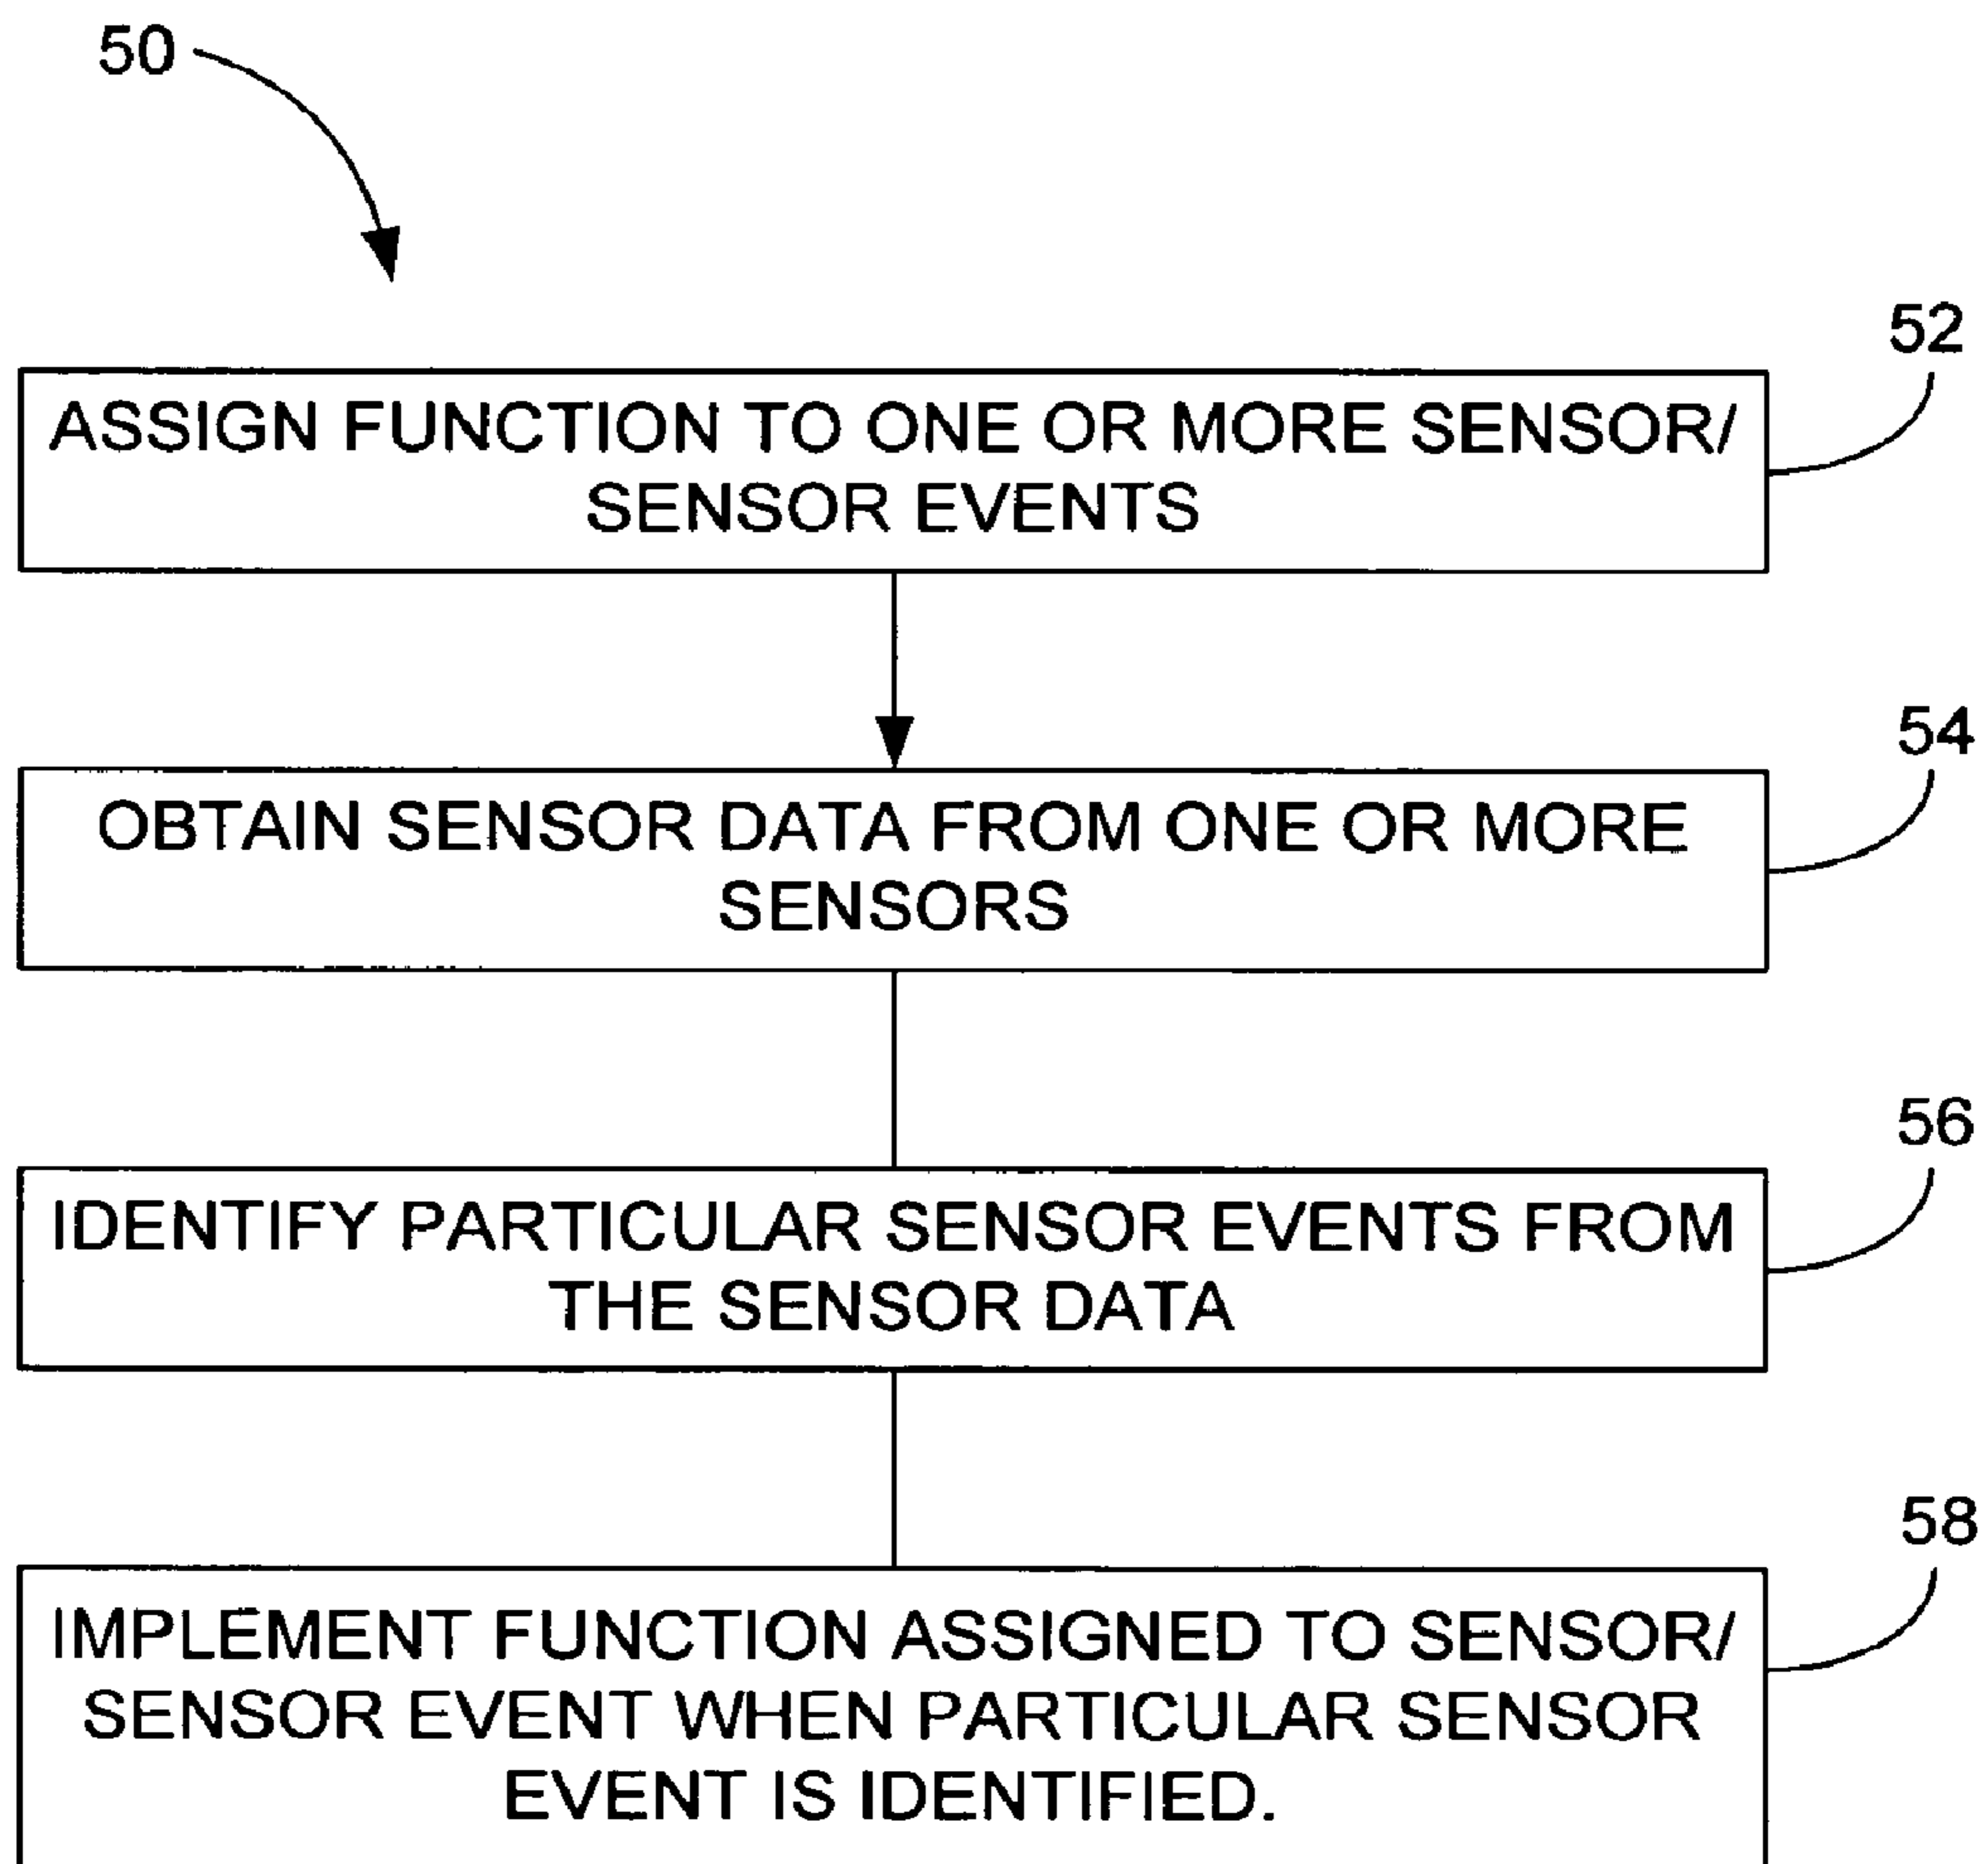 50
52
ASSIGN FUNCTION TO ONE OR MORE SENSOR/
SENSOR EVENTS
54
OBTAIN SENSOR DATA FROM ONE OR MORE
SENSORS
56
IDENTIFY PARTICULAR SENSOR EVENTS FROM
THE SENSOR DATA
58
IMPLEMENT FUNCTION ASSIGNED TO SENSOR/
SENSOR EVENT WHEN PARTICULAR SENSOR
EVENT IS IDENTIFIED.